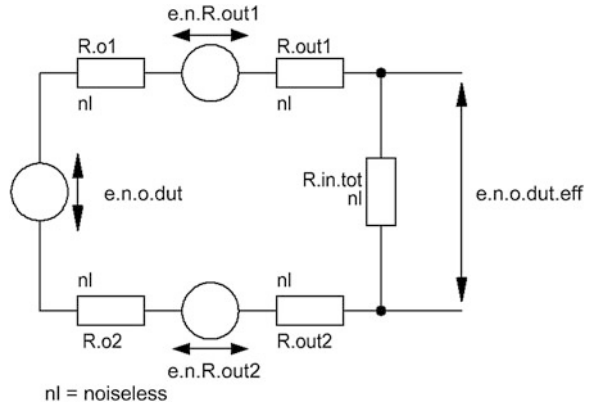 e.n.R.out1
R.o1
R.out1
nl
nl
e.n.o.dut
R.in.tot
nl
e.n.o.dut.eff
nl
nl
R.o2
R.out2
e.n.R.out2
nl = noiseless